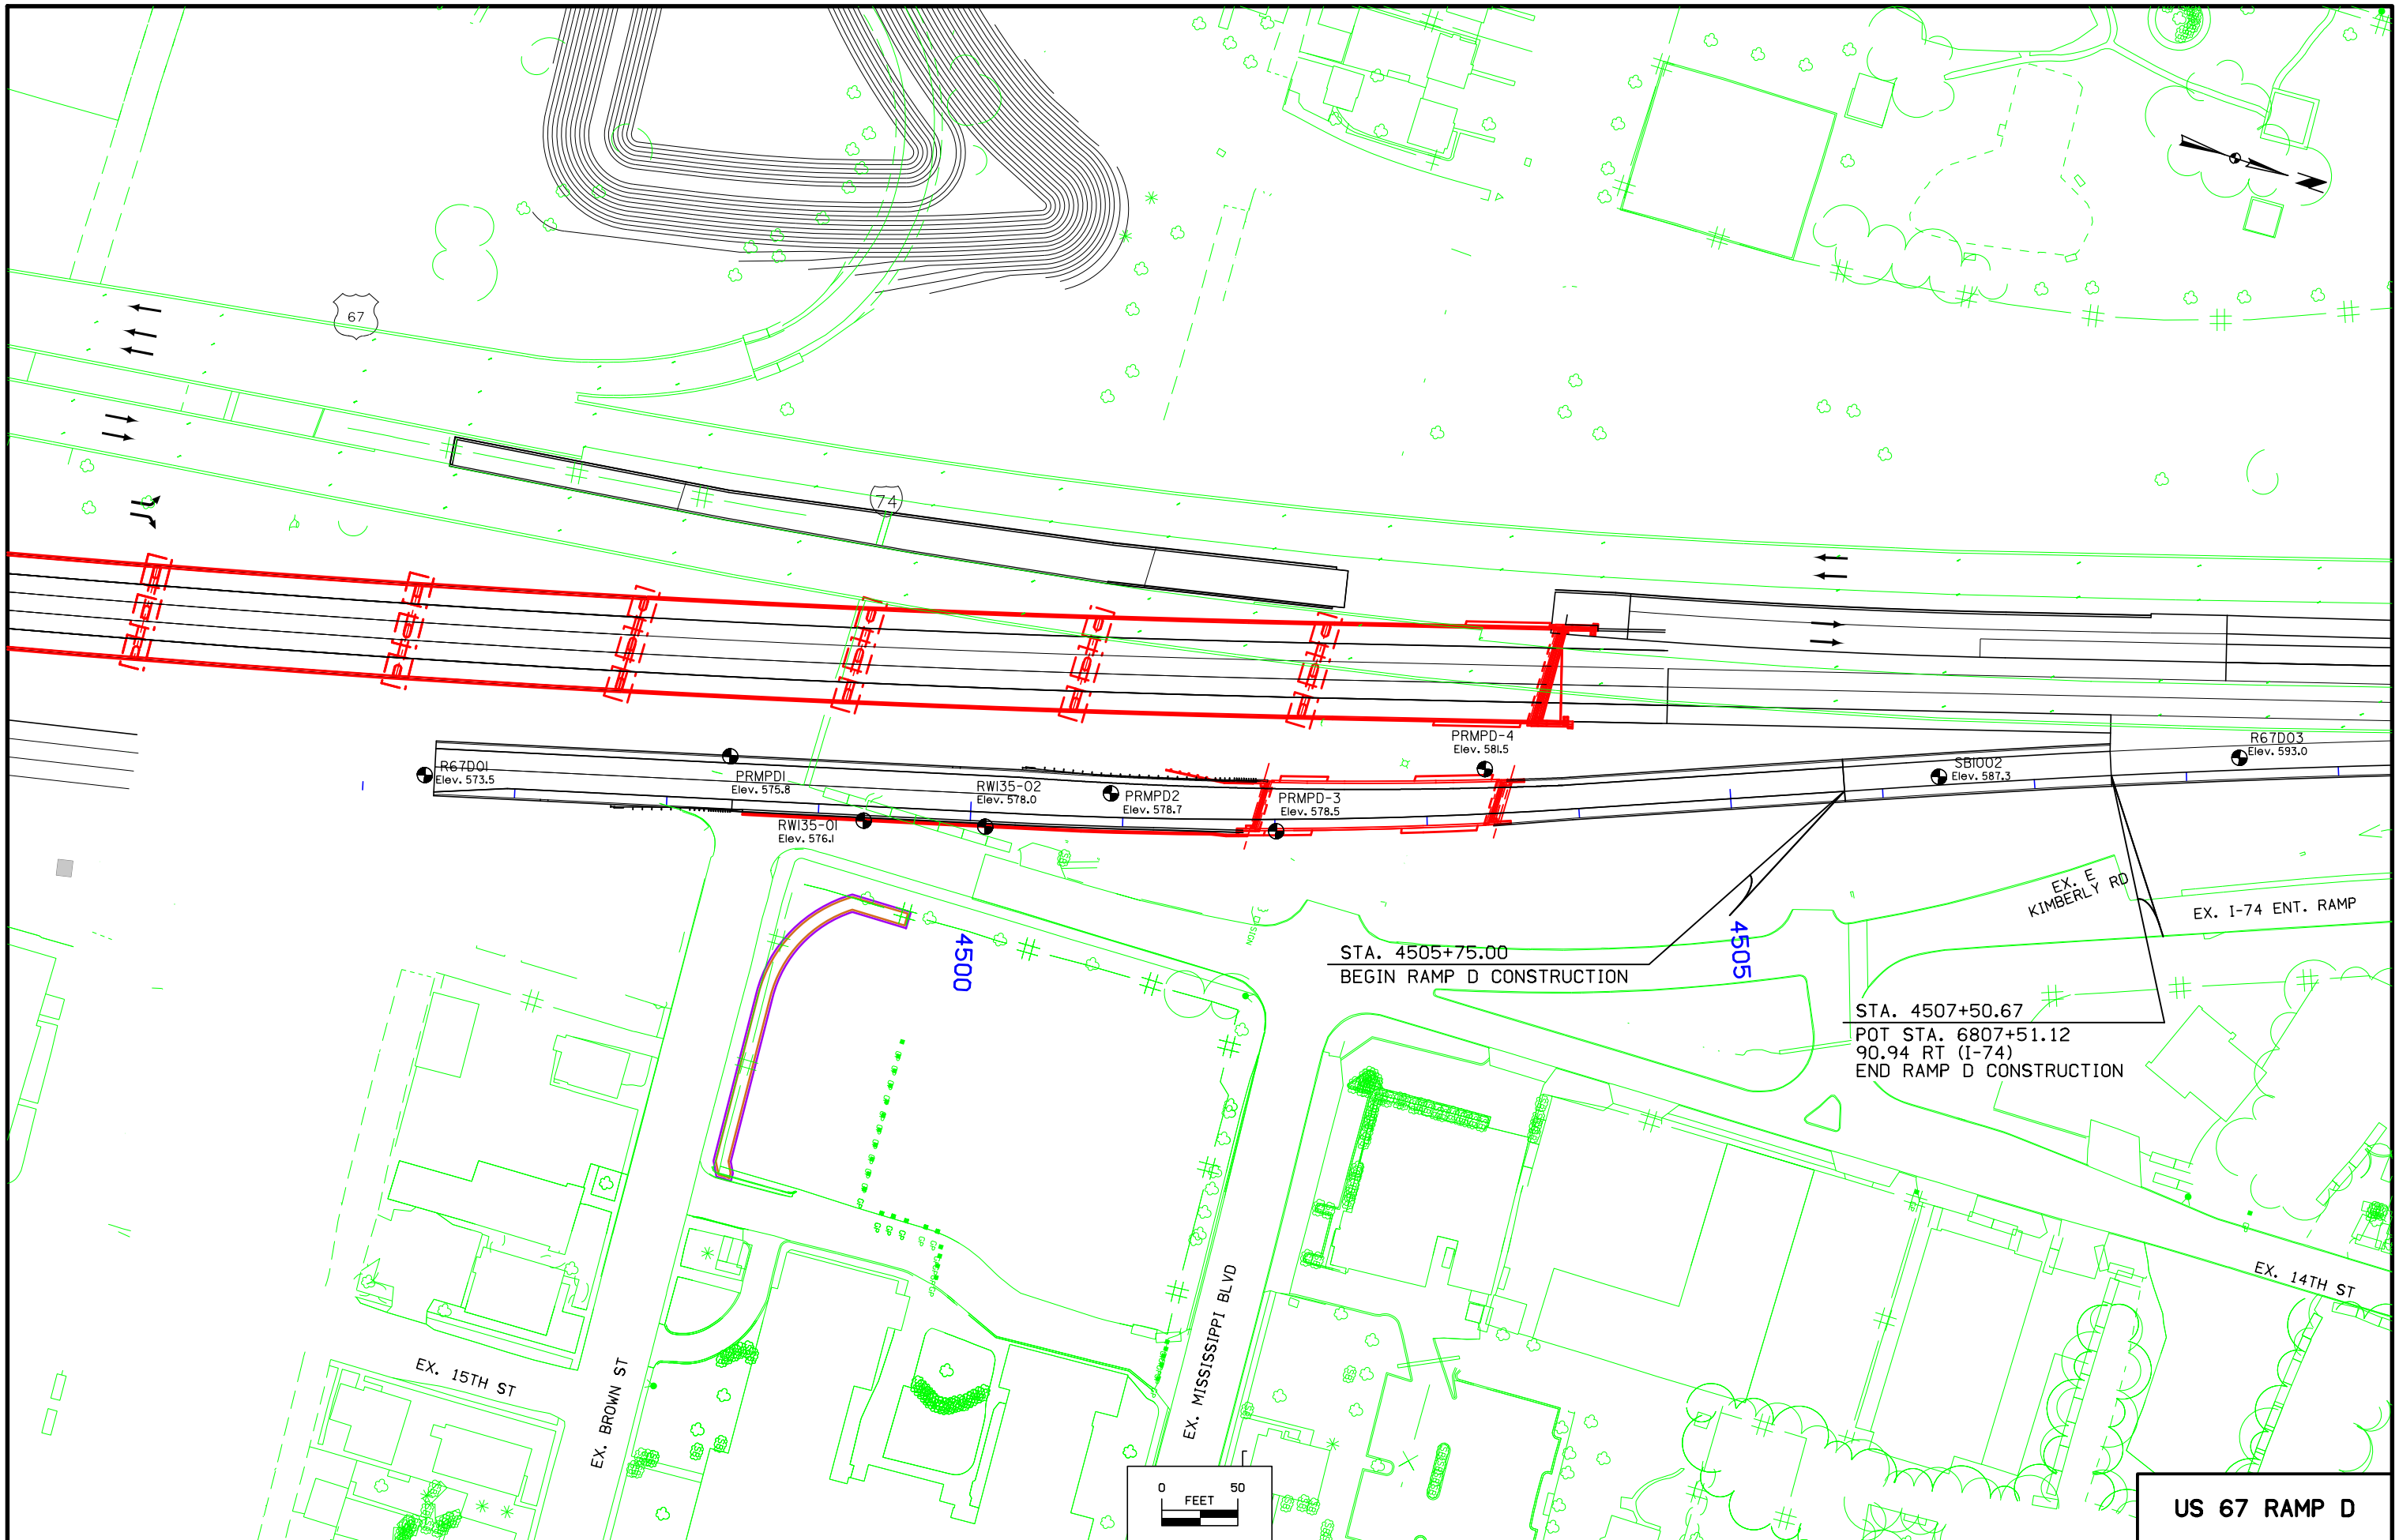 67
74
PRMPD-4
Elev. 581.5
R67D03
Elev. 593.0
R67D01
Elev. 573.5
PRMPD1
Elev. 575.8
SB1002
Elev. 587.3
RW135-02
Elev. 578.0
PRMPD2
Elev. 578.7
PRMPD-3
Elev. 578.5
RW135-01
Elev. 576.1
EX. E
KIMBERLY RD
EX. I-74 ENT. RAMP
4500
4505
STA. 4505+75.00
BEGIN RAMP D CONSTRUCTION
STA. 4507+50.67
POT STA. 6807+51.12
90.94 RT (I-74)
END RAMP D CONSTRUCTION
EX. 14TH ST
EX. MISSISSIPPI BLVD
EX. 15TH ST
EX. BROWN ST
0 50
FEET
US 67 RAMP D